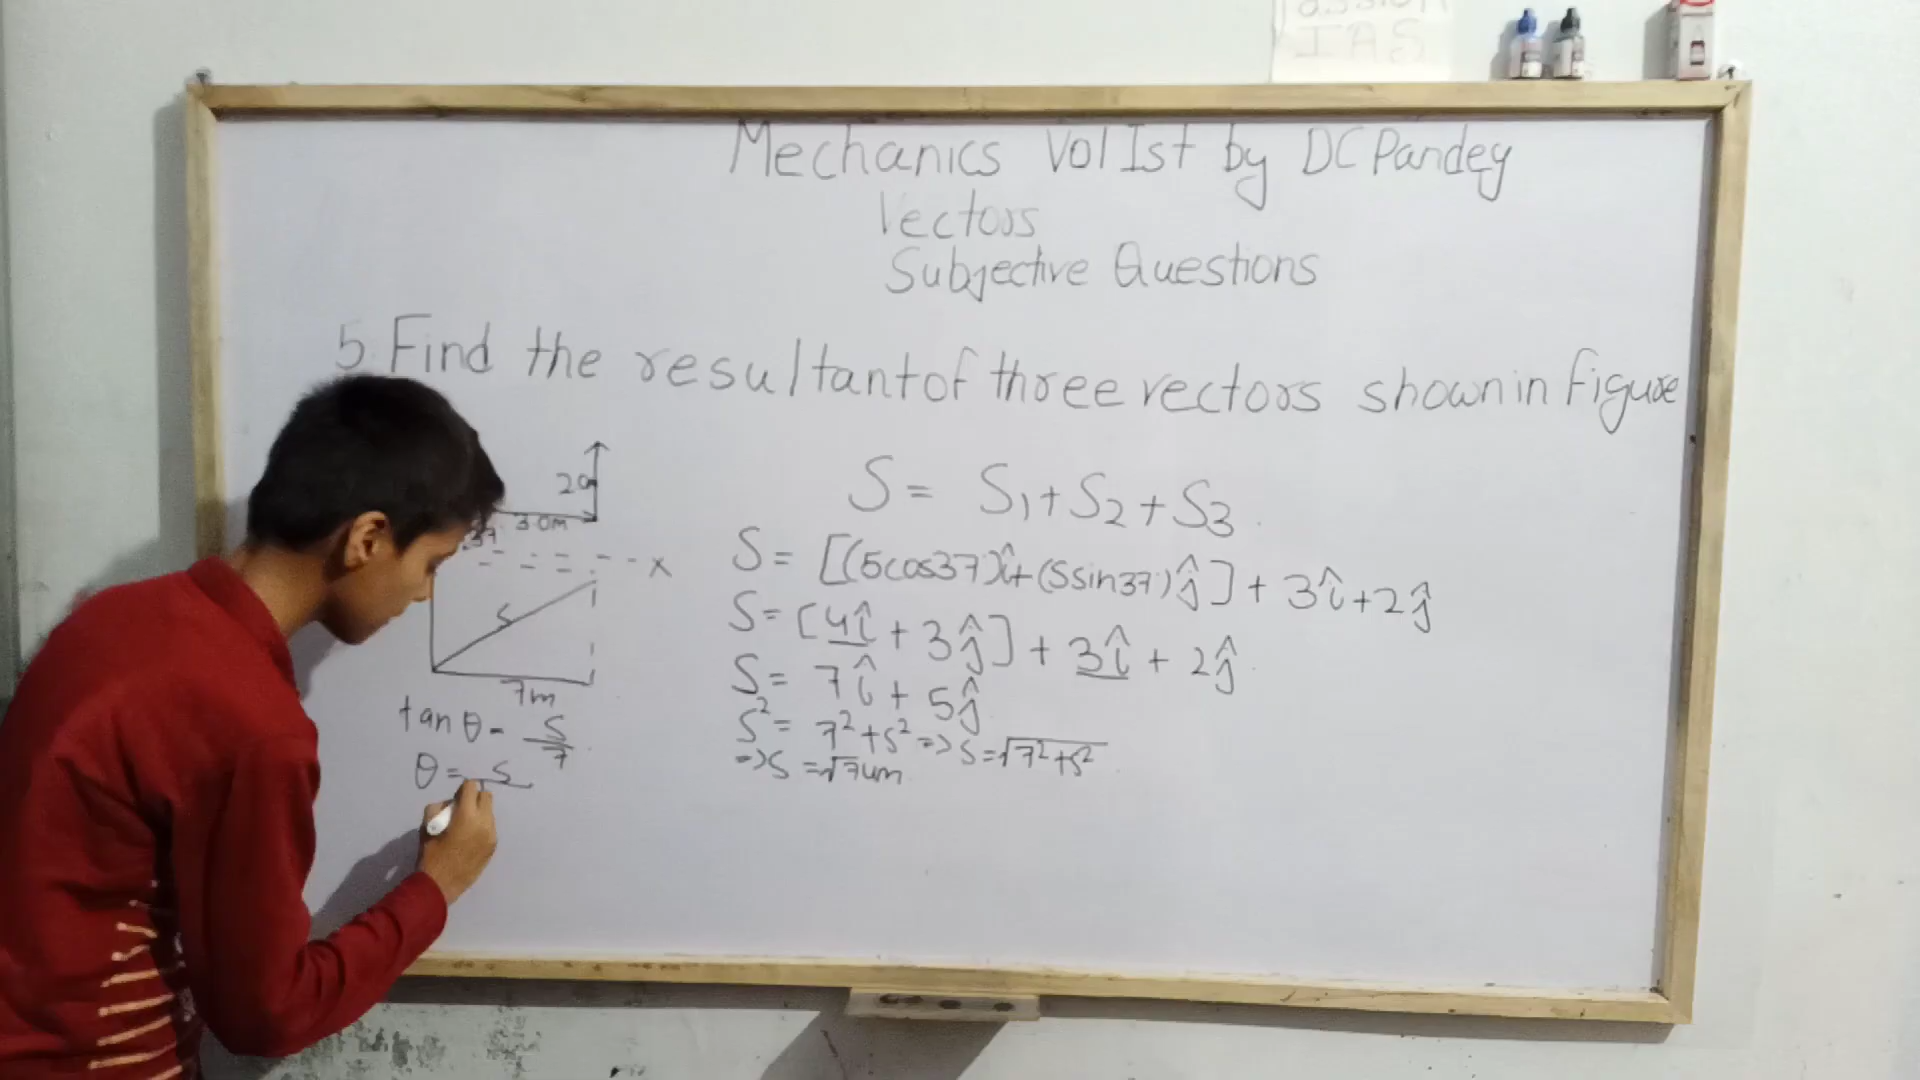 IAS
Mechanics Vol Ist by DC Pandey
Vectors
Subjective Questions
5. Find the resultant of three vectors shown in figure
3.0m
37
x
S
7m
tan θ = 5/7
θ = 5
S = S₁ + S₂ + S₃
S = [(5cos37)î + (5sin37)ĵ] + 3î + 2ĵ
S = [4î + 3ĵ] + 3î + 2ĵ
S = 7î + 5ĵ
S² = 7² + 5² => S = √7² + 5²
=> S = √74m